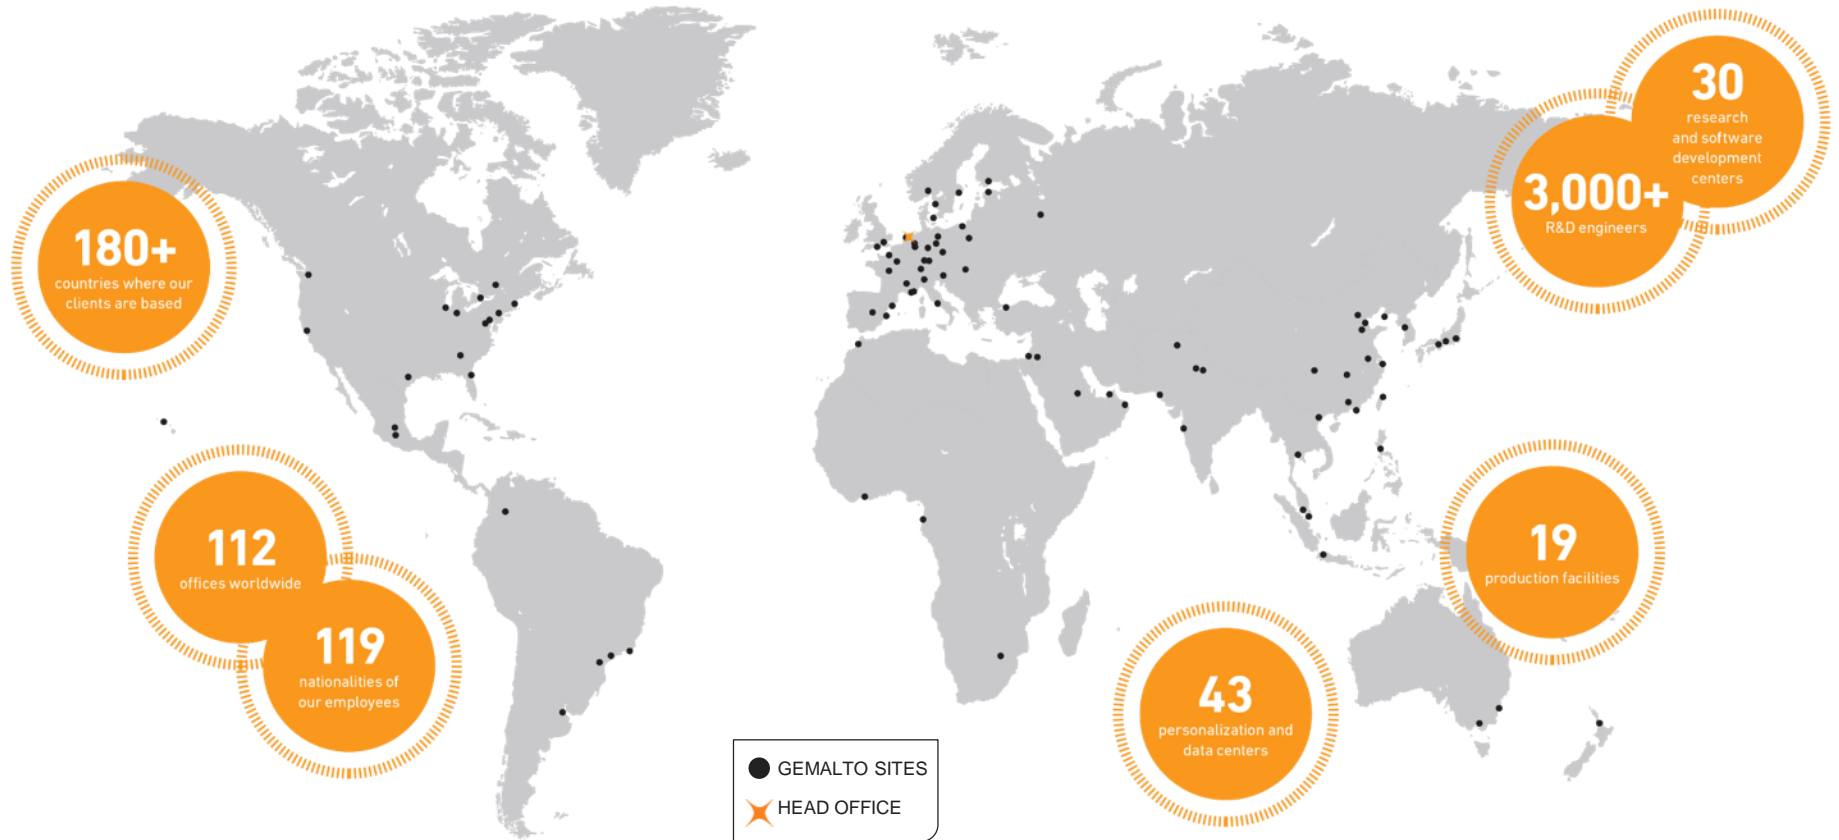 180+
countries where our
clients are based
112
offices worldwide
119
nationalities of
our employees
30
research
and software
development
centers
3,000+
R&D engineers
19
production facilities
43
personalization and
data centers
GEMALTO SITES
HEAD OFFICE